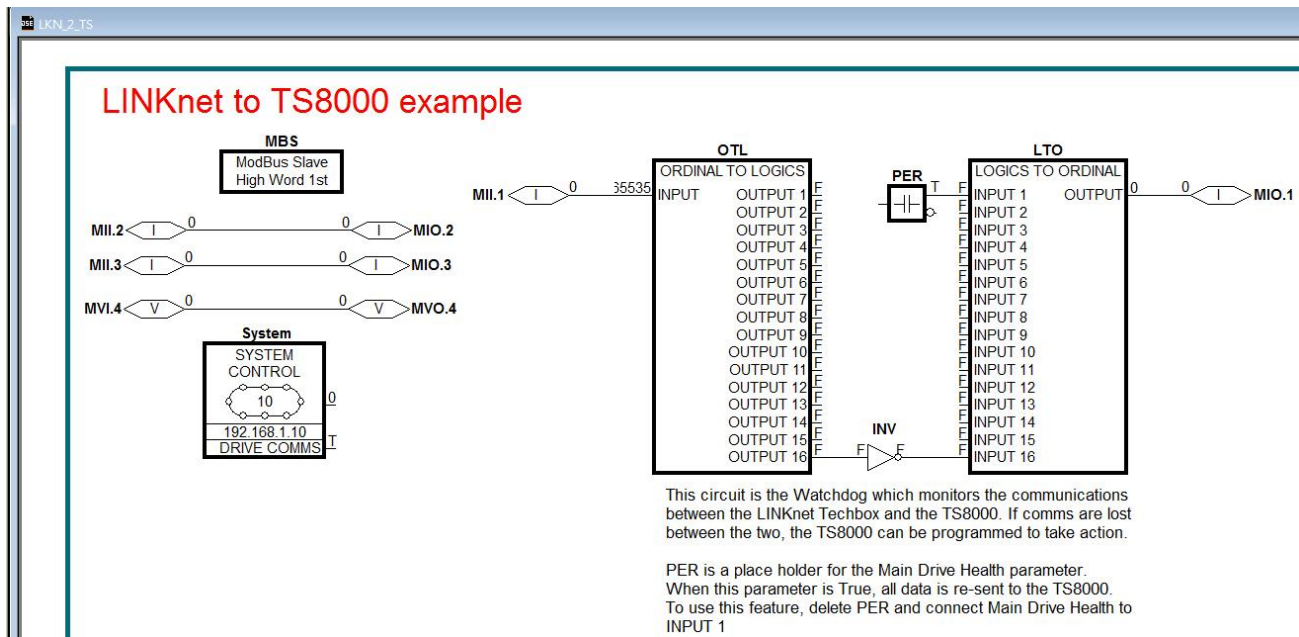 LKN_2_TS
LINKnet to TS8000 example
MBS
ModBus Slave
High Word 1st
MII.2 I 0 0 I MIO.2
MII.3 I 0 0 I MIO.3
MVI.4 V 0 0 V MVO.4
System
SYSTEM
CONTROL
10
0
192.168.1.10
DRIVE COMMS T
OTL
ORDINAL TO LOGICS
MII.1 I 0 35535 INPUT
OUTPUT 1 F
OUTPUT 2 F
OUTPUT 3 F
OUTPUT 4 F
OUTPUT 5 F
OUTPUT 6 F
OUTPUT 7 F
OUTPUT 8 F
OUTPUT 9 F
OUTPUT 10 F
OUTPUT 11 F
OUTPUT 12 F
OUTPUT 13 F
OUTPUT 14 F
OUTPUT 15 F
OUTPUT 16 F
INV
F F
PER
T
LTO
LOGICS TO ORDINAL
F INPUT 1 OUTPUT 0 0 I MIO.1
F INPUT 2
F INPUT 3
F INPUT 4
F INPUT 5
F INPUT 6
F INPUT 7
F INPUT 8
F INPUT 9
F INPUT 10
F INPUT 11
F INPUT 12
F INPUT 13
F INPUT 14
F INPUT 15
F INPUT 16
This circuit is the Watchdog which monitors the communications
between the LINKnet Techbox and the TS8000. If comms are lost
between the two, the TS8000 can be programmed to take action.
PER is a place holder for the Main Drive Health parameter.
When this parameter is True, all data is re-sent to the TS8000.
To use this feature, delete PER and connect Main Drive Health to
INPUT 1